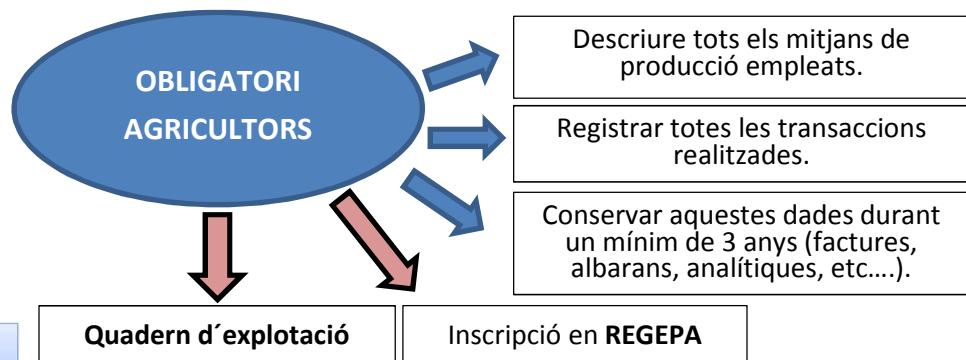 OBLIGATORI
AGRICULTORS
Descriure tots els mitjans de
producció empleats.
Registrar totes les transaccions
realitzades.
Conservar aquestes dades durant
un mínim de 3 anys (factures,
albarans, analítiques, etc….).
Quadern d´explotació
Inscripció en REGEPA